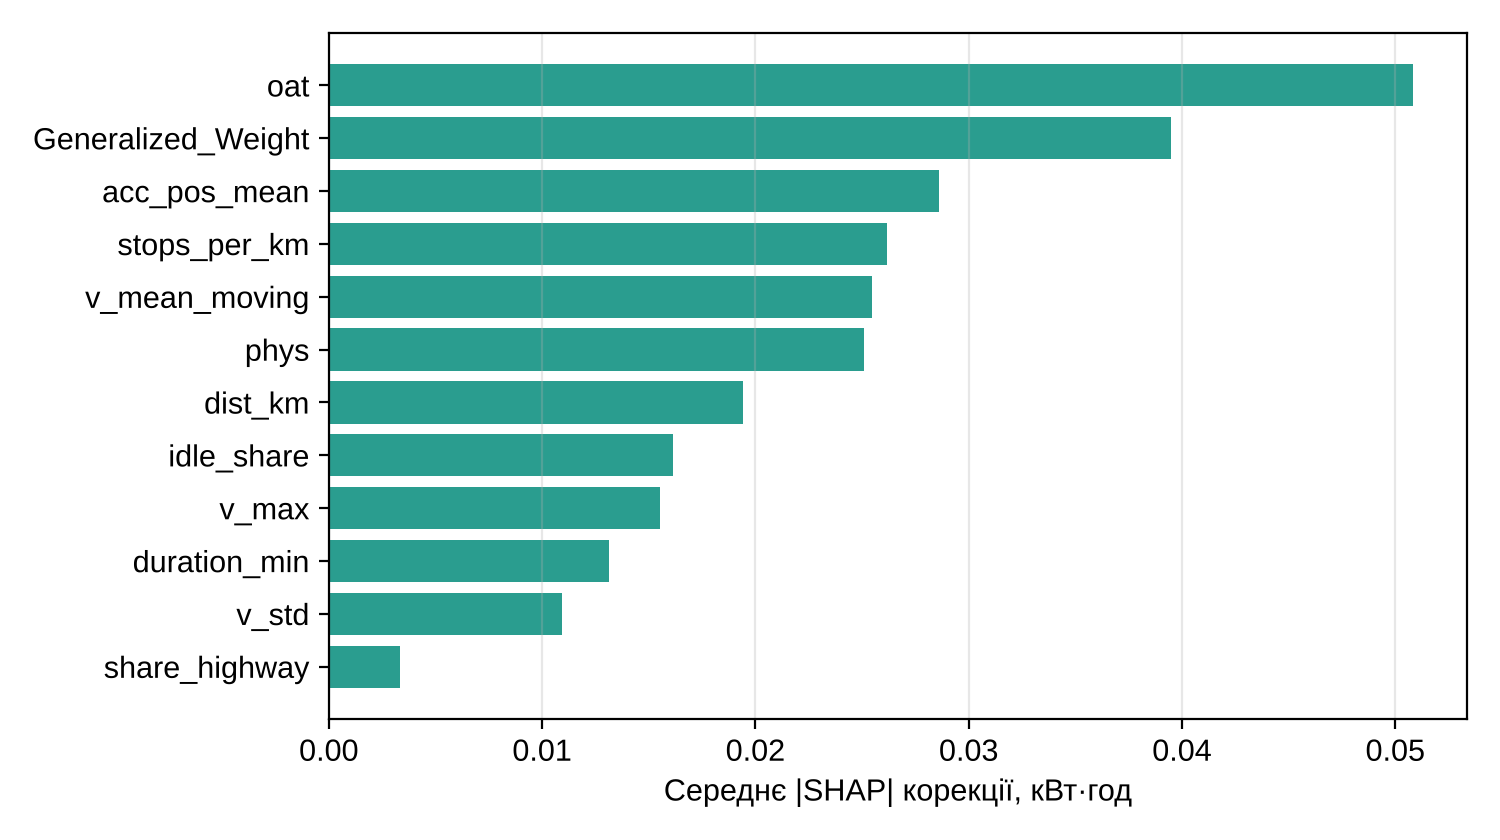 oat
Generalized_Weight
acc_pos_mean
stops_per_km
v_mean_moving
phys
dist_km
idle_share
v_max
duration_min
v_std
share_highway
0.00 0.01 0.02 0.03 0.04 0.05
Середнє |SHAP| корекції, кВт·год